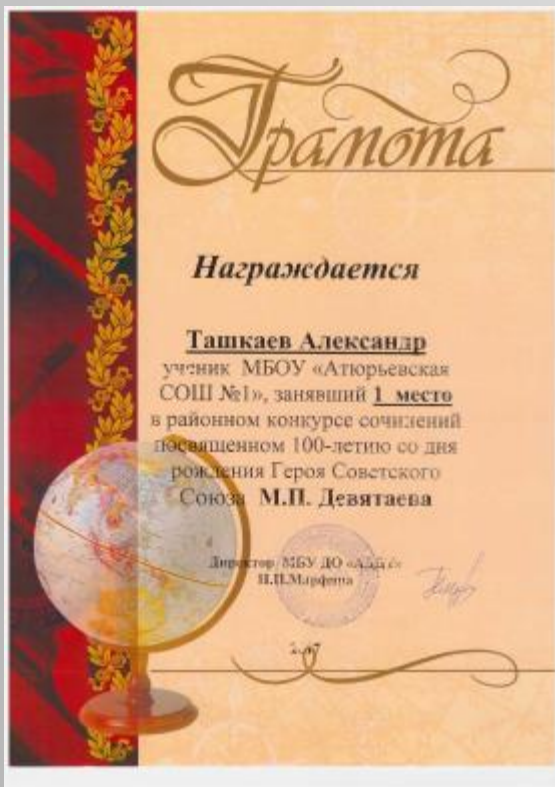 Грамота
Награждается
Ташкаев Александр
ученик МБОУ «Атюрьевская
СОШ №1», занявший 1 место
в районном конкурсе сочинений
посвященном 100-летию со дня
рождения Героя Советского
Союза М.П. Девятаева
Директор МБУ ДО